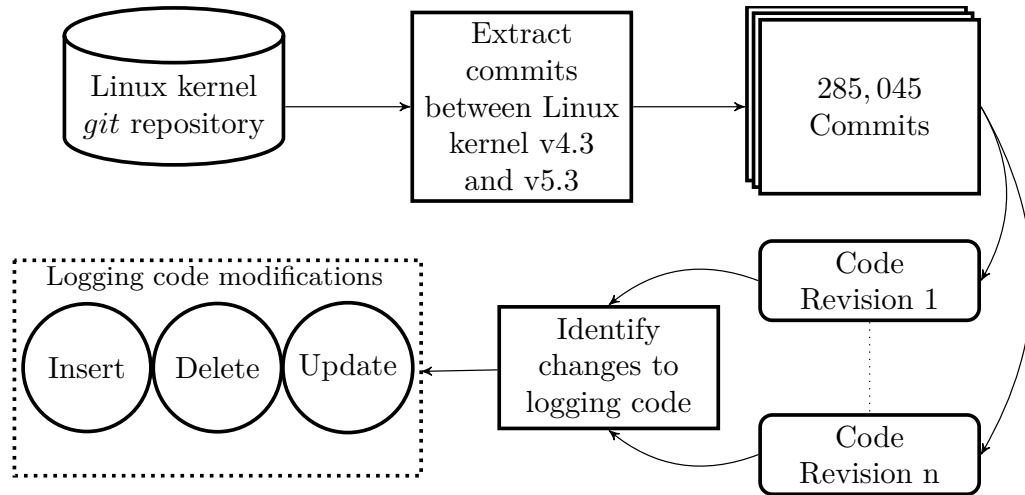 Linux kernel
git repository
Extract
commits
between Linux
kernel v4.3
and v5.3
285, 045
Commits
Code
Revision 1
Code
Revision n
Identify
changes to
logging code
Logging code modifications
Insert
Delete
Update